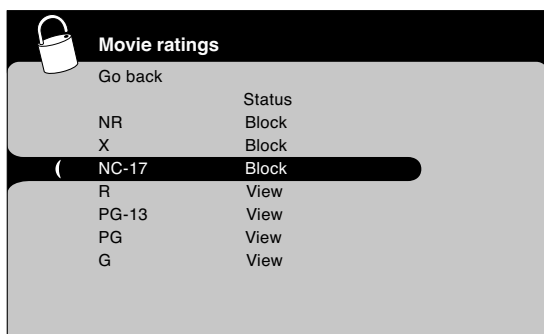 Movie ratings
Go back
Status
NR Block
X Block
NC-17 Block
R View
PG-13 View
PG View
G View